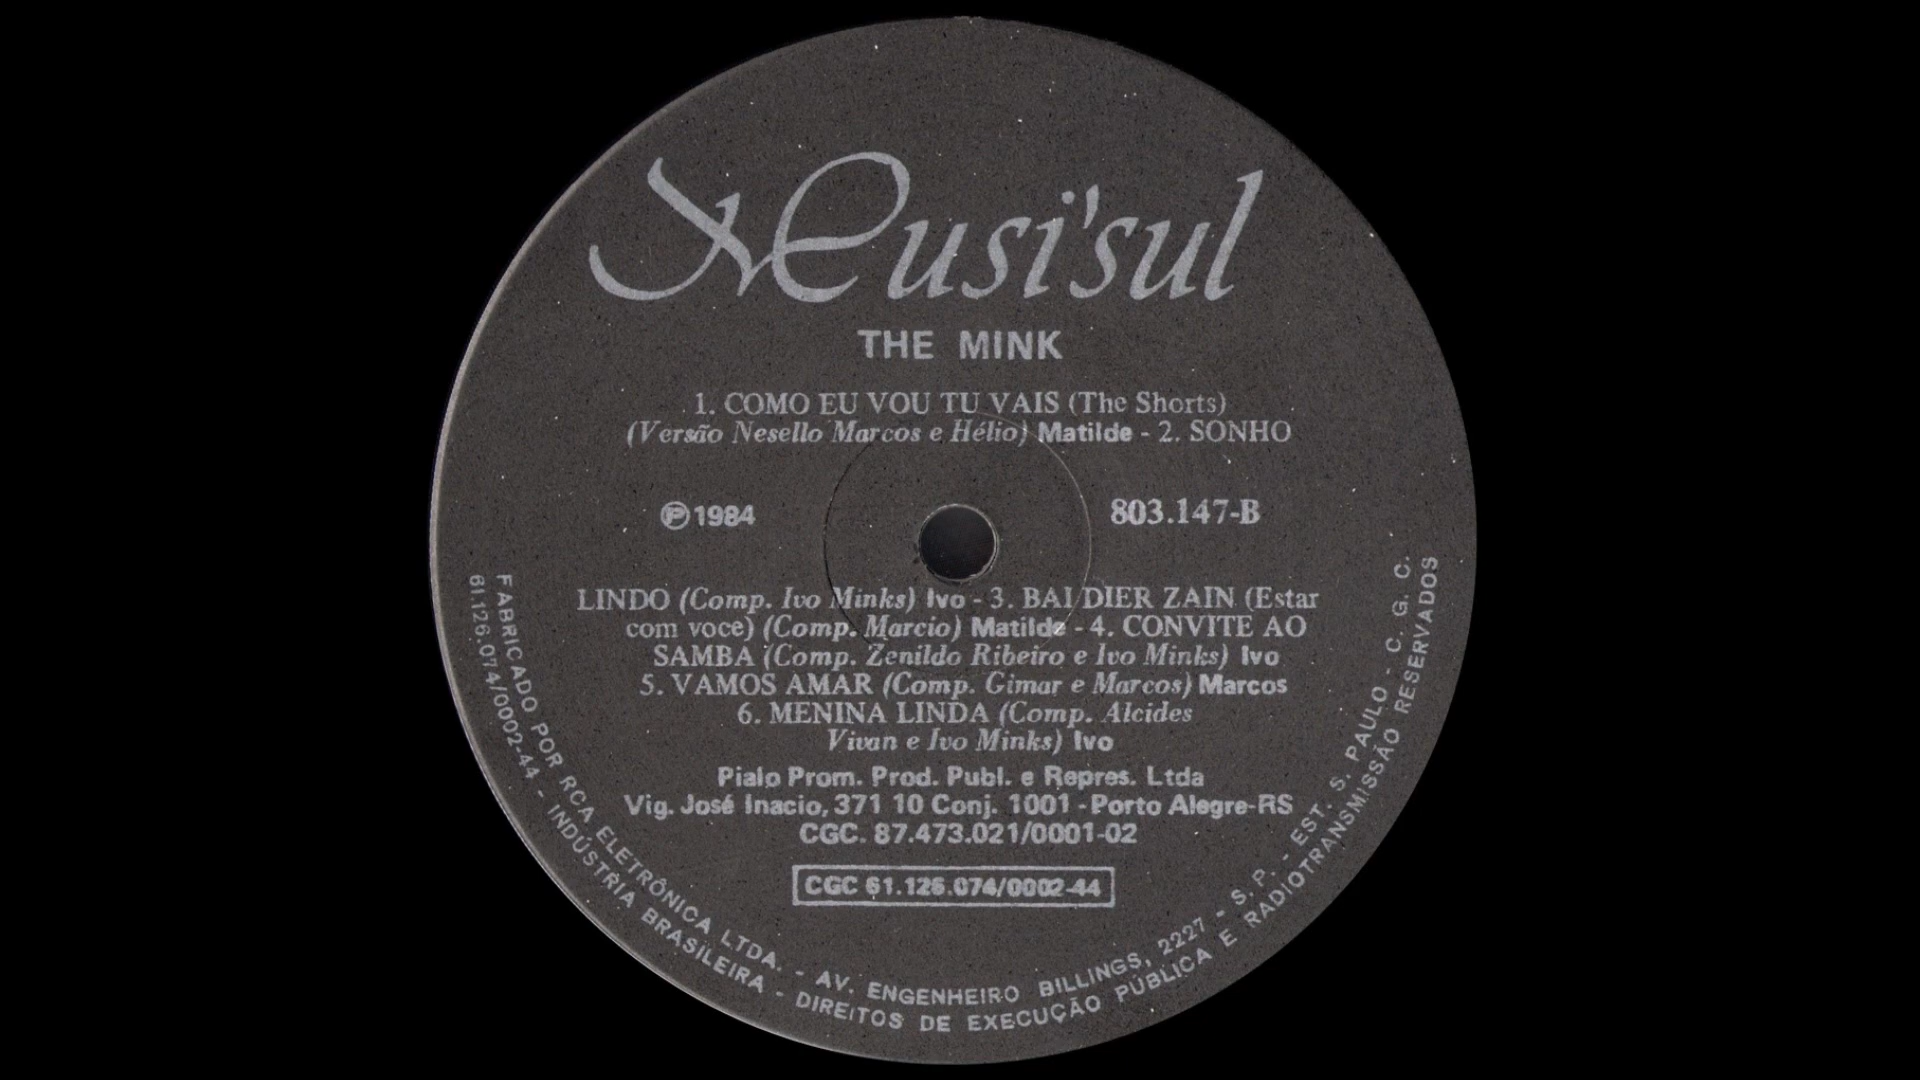 Musi'sul
THE MINK
1. COMO EU VOU TU VAIS (The Shorts)
(Versão Nesello Marcos e Hélio) Matilde - 2. SONHO
℗1984
803.147-B
LINDO (Comp. Ivo Minks) Ivo - 3. BAI DIER ZAIN (Estar
com voce) (Comp. Marcio) Matilde - 4. CONVITE AO
SAMBA (Comp. Zenildo Ribeiro e Ivo Minks) Ivo
5. VAMOS AMAR (Comp. Gimar e Marcos) Marcos
6. MENINA LINDA (Comp. Alcides
Vivan e Ivo Minks) Ivo
Pialo Prom. Prod. Publ. e Repres. Ltda
Vig. José Inacio, 371 10 Conj. 1001 - Porto Alegre-RS
CGC. 87.473.021/0001-02
CGC 61.126.074/0002-44
FABRICADO POR RCA ELETRÔNICA LTDA. - AV. ENGENHEIRO BILLINGS, 2227 - S. P. - EST. S. PAULO - C. G. C.
61.126.074/0002-44 - INDÚSTRIA BRASILEIRA - DIREITOS DE EXECUÇÃO PÚBLICA E RADIOTRANSMISSÃO RESERVADOS